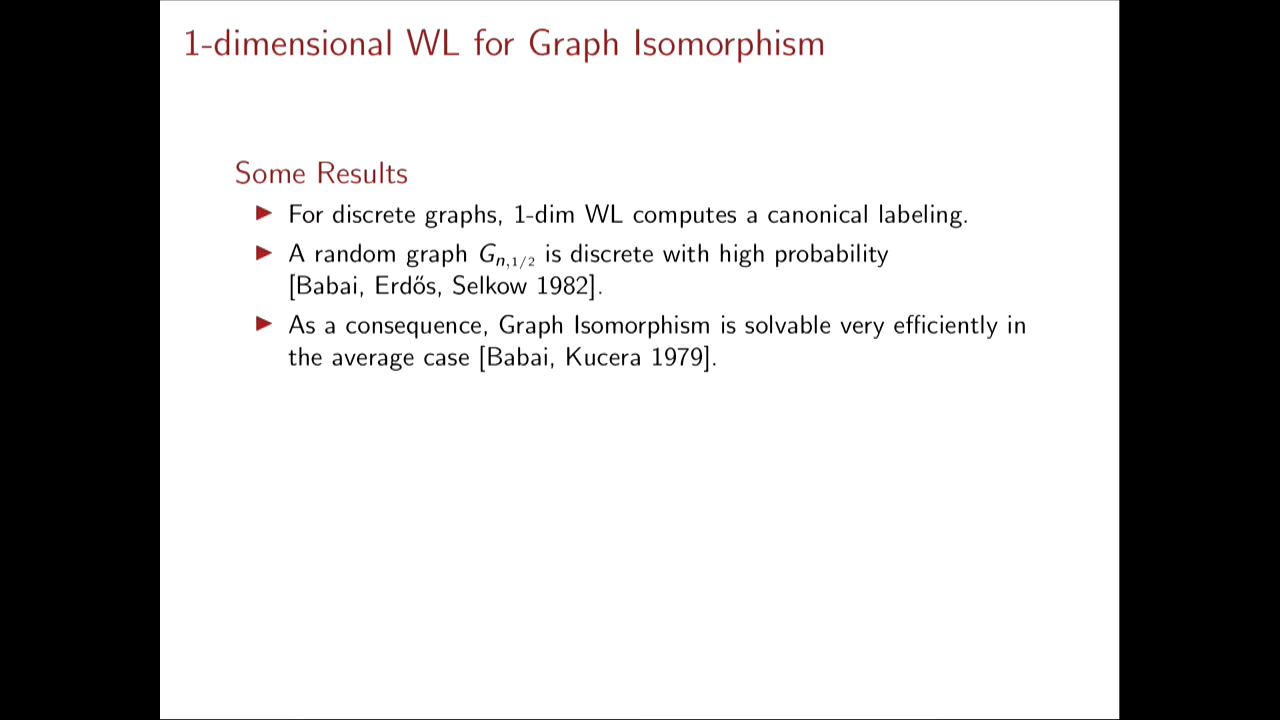 1-dimensional WL for Graph Isomorphism
Some Results
▶ For discrete graphs, 1-dim WL computes a canonical labeling.
▶ A random graph Gn,1/2 is discrete with high probability
[Babai, Erdős, Selkow 1982].
▶ As a consequence, Graph Isomorphism is solvable very efficiently in
the average case [Babai, Kucera 1979].